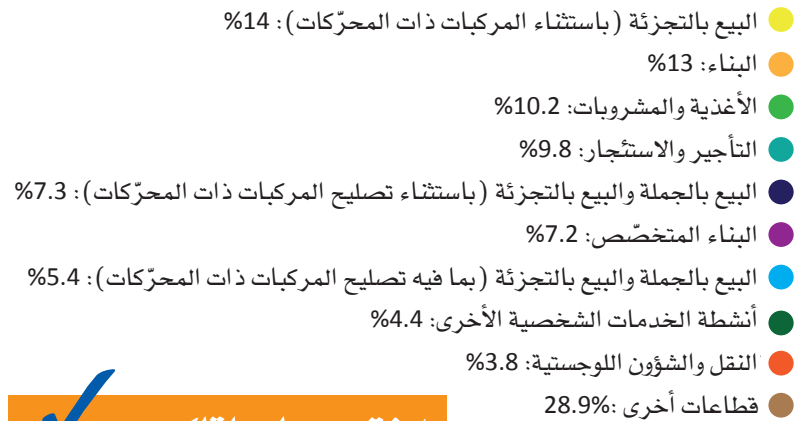 البيع بالتجزئة (باستثناء المركبات ذات المحرّكات): 14%
البناء: 13%
الأغذية والمشروبات: 10.2%
التأجير والاستئجار: 9.8%
البيع بالجملة والبيع بالتجزئة (باستثناء تصليح المركبات ذات المحرّكات): 7.3%
البناء المتخصّص: 7.2%
البيع بالجملة والبيع بالتجزئة (بما فيه تصليح المركبات ذات المحرّكات): 5.4%
أنشطة الخدمات الشخصية الأخرى: 4.4%
النقل والشؤون اللوجستية: 3.8%
قطاعات أخرى :28.9%